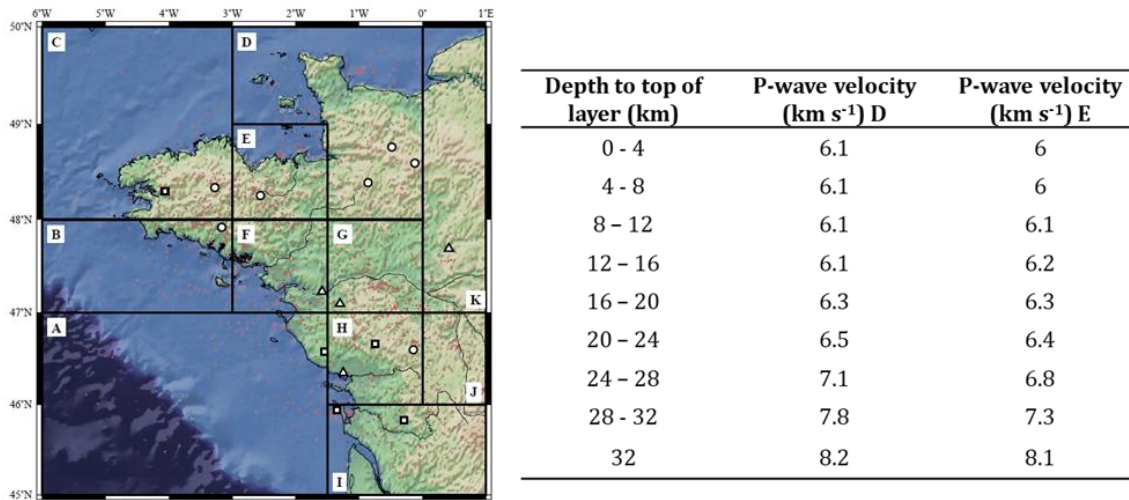 6°W 5°W 4°W 3°W 2°W 1°W 0° 1°E
50°N
C D
49°N
E
48°N
B F G
K
47°N
A H
J
46°N
I
45°N
Depth to top of layer (km) P-wave velocity (km s⁻¹) D P-wave velocity (km s⁻¹) E
0 - 4 6.1 6
4 - 8 6.1 6
8 – 12 6.1 6.1
12 – 16 6.1 6.2
16 – 20 6.3 6.3
20 – 24 6.5 6.4
24 – 28 7.1 6.8
28 - 32 7.8 7.3
32 8.2 8.1